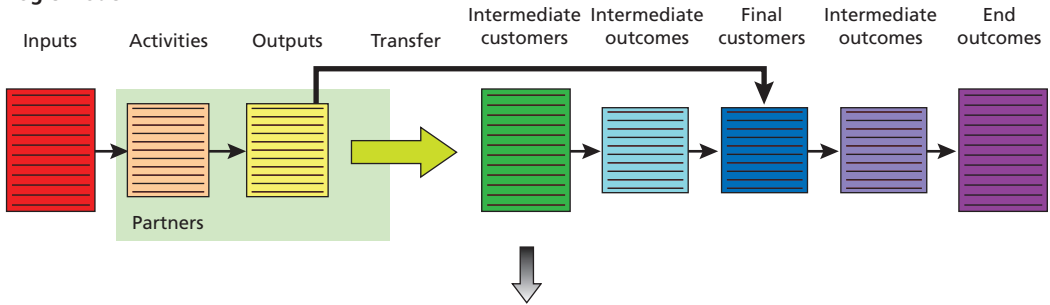 Intermediate Intermediate Final Intermediate End
Inputs Activities Outputs Transfer customers outcomes customers outcomes outcomes
Partners